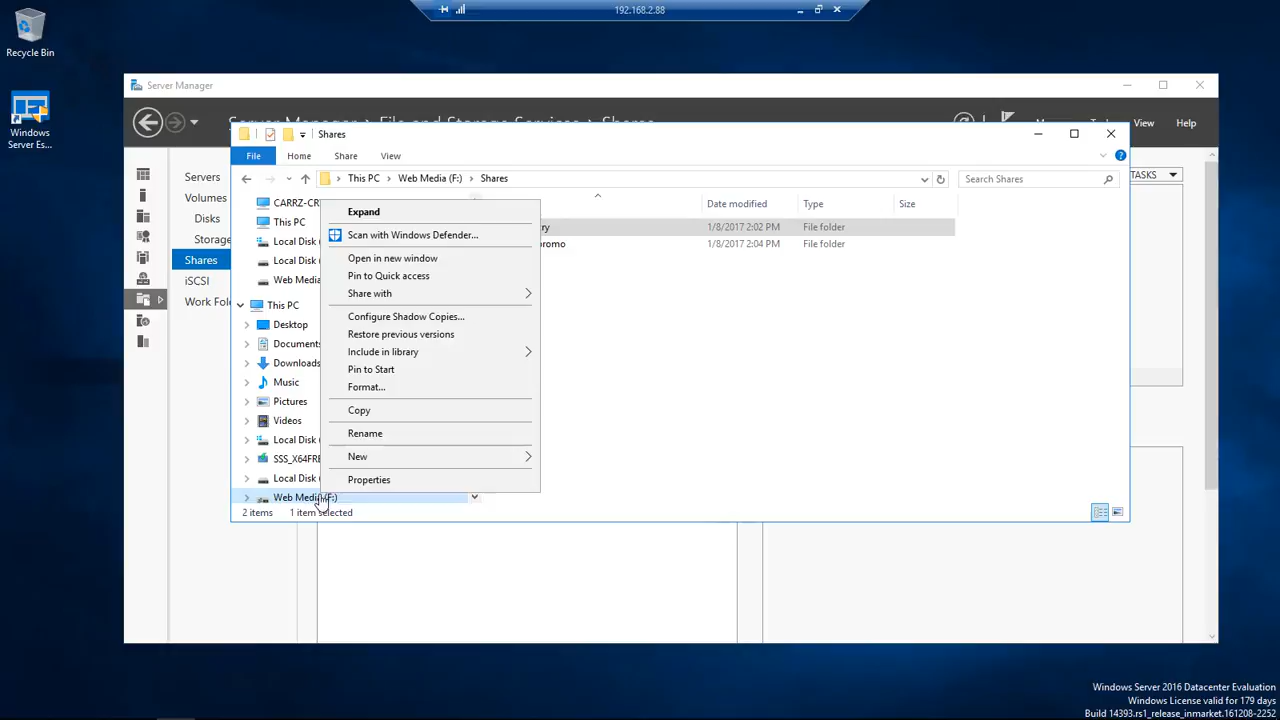 192.168.2.88
Recycle Bin
Windows
Server Es...
Server Manager
Server Manager File and Storage Services Shares
View
Help
Shares
File
Home
Share
View
This PC
Web Media (F:)
Shares
Search Shares
TASKS
Servers
Volumes
Disks
Storage
Shares
iSCSI
Work Fol
CARRZ-CR
This PC
Local Disk
Local Disk
Web Media
This PC
Desktop
Documents
Downloads
Music
Pictures
Videos
Local Disk
SSS_X64FRE
Local Disk
Web Media (F:)
Date modified
Type
Size
ry
1/8/2017 2:02 PM
File folder
promo
1/8/2017 2:04 PM
File folder
Expand
Scan with Windows Defender...
Open in new window
Pin to Quick access
Share with
Configure Shadow Copies...
Restore previous versions
Include in library
Pin to Start
Format...
Copy
Rename
New
Properties
2 items
1 item selected
Windows Server 2016 Datacenter Evaluation
Windows License valid for 179 days
Build 14393.rs1_release_inmarket.161208-2252